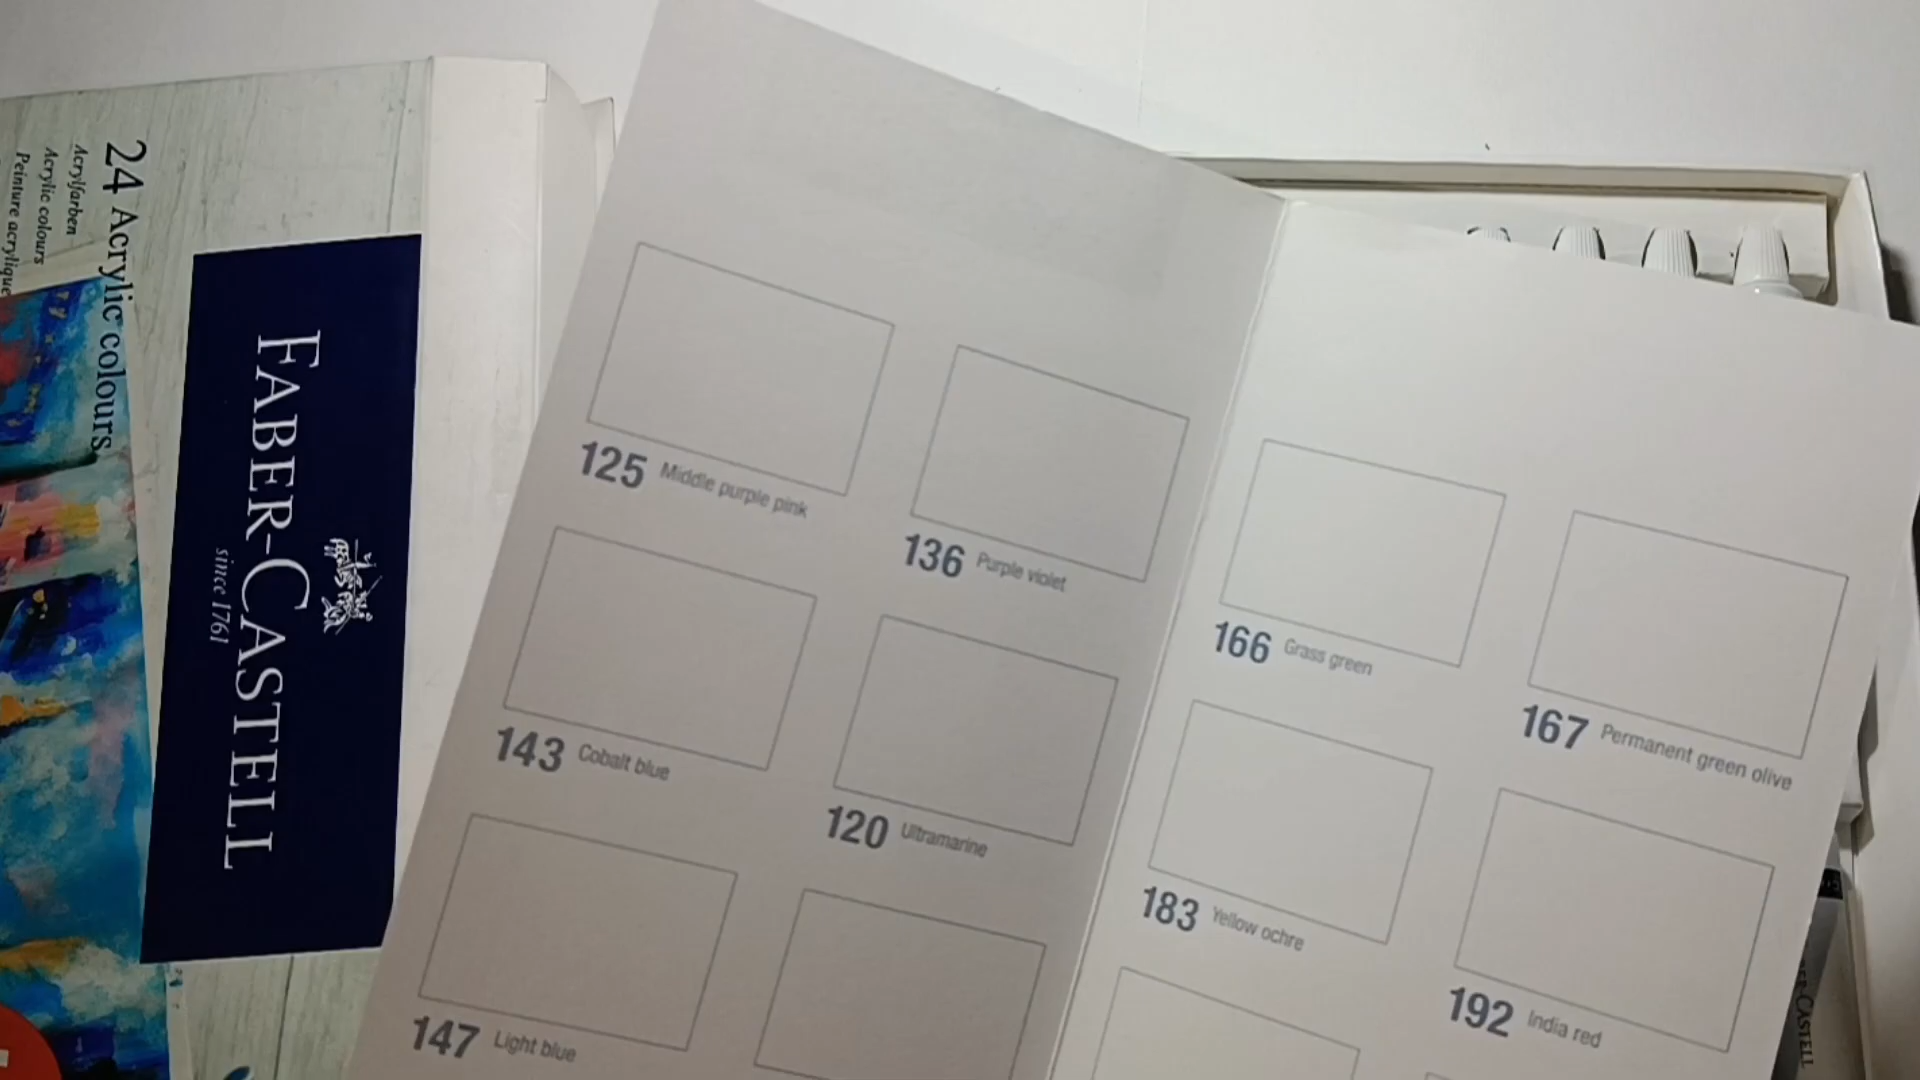 24 Acrylic colours
Acrylfarben
Acrylic colours
Peinture acrylique
FABER-CASTELL
since 1761
125 Middle purple pink
136 Purple violet
143 Cobalt blue
120 Ultramarine
147 Light blue
166 Grass green
167 Permanent green olive
183 Yellow ochre
192 India red